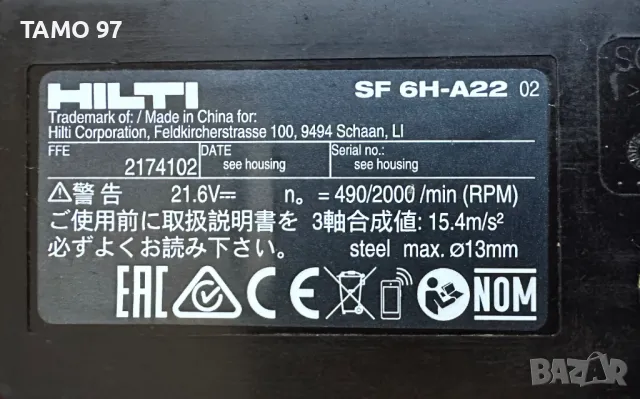 TAMO 97
HILTI SF 6H-A22 02
Trademark of: / Made in China for:
Hilti Corporation, Feldkircherstrasse 100, 9494 Schaan, LI
FFE DATE Serial no.:
2174102 see housing see housing
⚠警告 21.6V⎓ n₀ = 490/2000 /min (RPM)
ご使用前に取扱説明書を 3軸合成値: 15.4m/s²
必ずよくお読み下さい。 steel max. ø13mm
EAC CE NOM
BAZAR